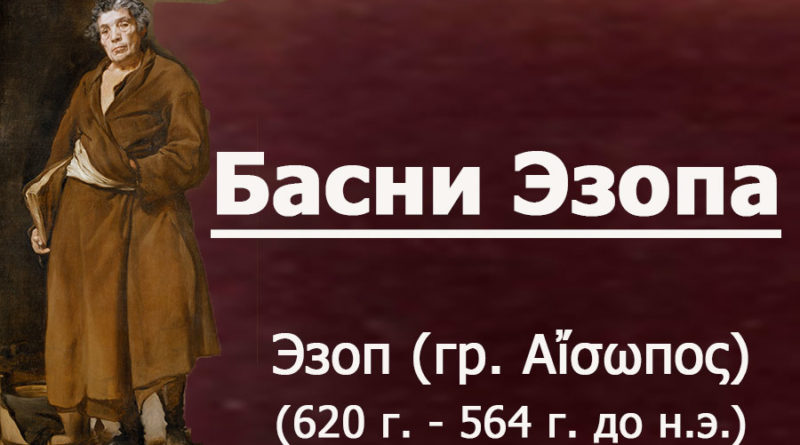 Басни Эзопа
Эзоп (гр. Αἴσωπος)
(620 г. - 564 г. до н.э.)